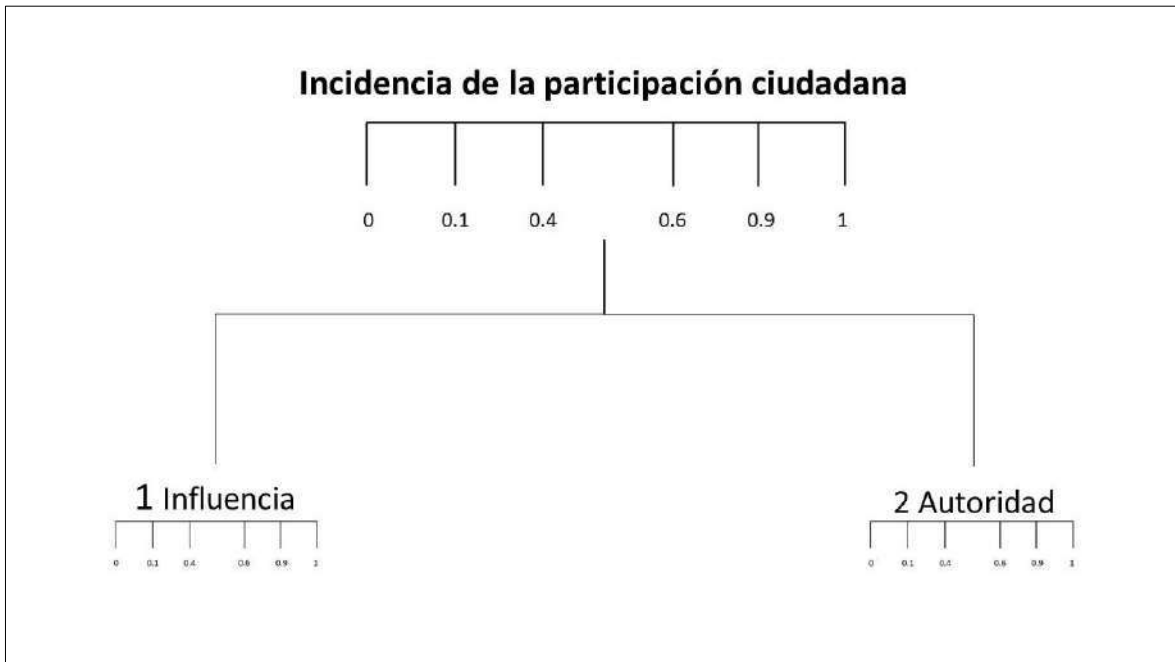 Incidencia de la participación ciudadana
0 0.1 0.4 0.6 0.9 1
1 Influencia
0 0.1 0.4 0.6 0.9 1
2 Autoridad
0 0.1 0.4 0.6 0.9 1